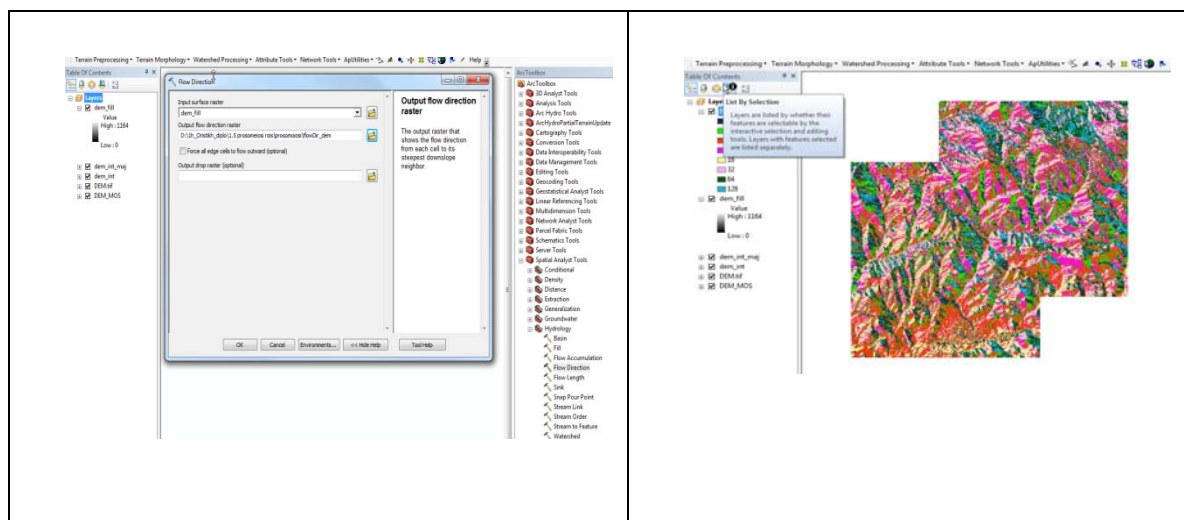 Terrain Preprocessing Terrain Morphology Watershed Processing Attribute Tools Network Tools ApUtilities Help
Table Of Contents
Layers
dem_fill
Value
High : 1164
Low : 0
dem_int_maj
dem_int
DEM.tif
DEM_MOS
Flow Direction
Input surface raster
dem_fill
Output flow direction raster
Force all edge cells to flow outward (optional)
Output drop raster (optional)
OK Cancel Environments... << Hide Help Tool Help
Output flow direction
raster
The output raster that
shows the flow direction
from each cell to its
steepest downslope
neighbor.
ArcToolbox
ArcToolbox
3D Analyst Tools
Analysis Tools
Arc Hydro Tools
ArcHydroPartialTerrainUpdate
Cartography Tools
Conversion Tools
Data Interoperability Tools
Data Management Tools
Editing Tools
Geocoding Tools
Geostatistical Analyst Tools
Linear Referencing Tools
Multidimension Tools
Network Analyst Tools
Parcel Fabric Tools
Schematics Tools
Server Tools
Spatial Analyst Tools
Conditional
Density
Distance
Extraction
Generalization
Groundwater
Hydrology
Basin
Fill
Flow Accumulation
Flow Direction
Flow Length
Sink
Snap Pour Point
Stream Link
Stream Order
Stream to Feature
Watershed
Terrain Preprocessing Terrain Morphology Watershed Processing Attribute Tools Network Tools ApUtilities
Table Of Contents
List By Selection
Layers are listed by whether their
features are selectable by the
interactive selection and editing
tools. Layers with features selected
are listed separately.
16
32
64
128
dem_fill
Value
High : 1164
Low : 0
dem_int_maj
dem_int
DEM.tif
DEM_MOS